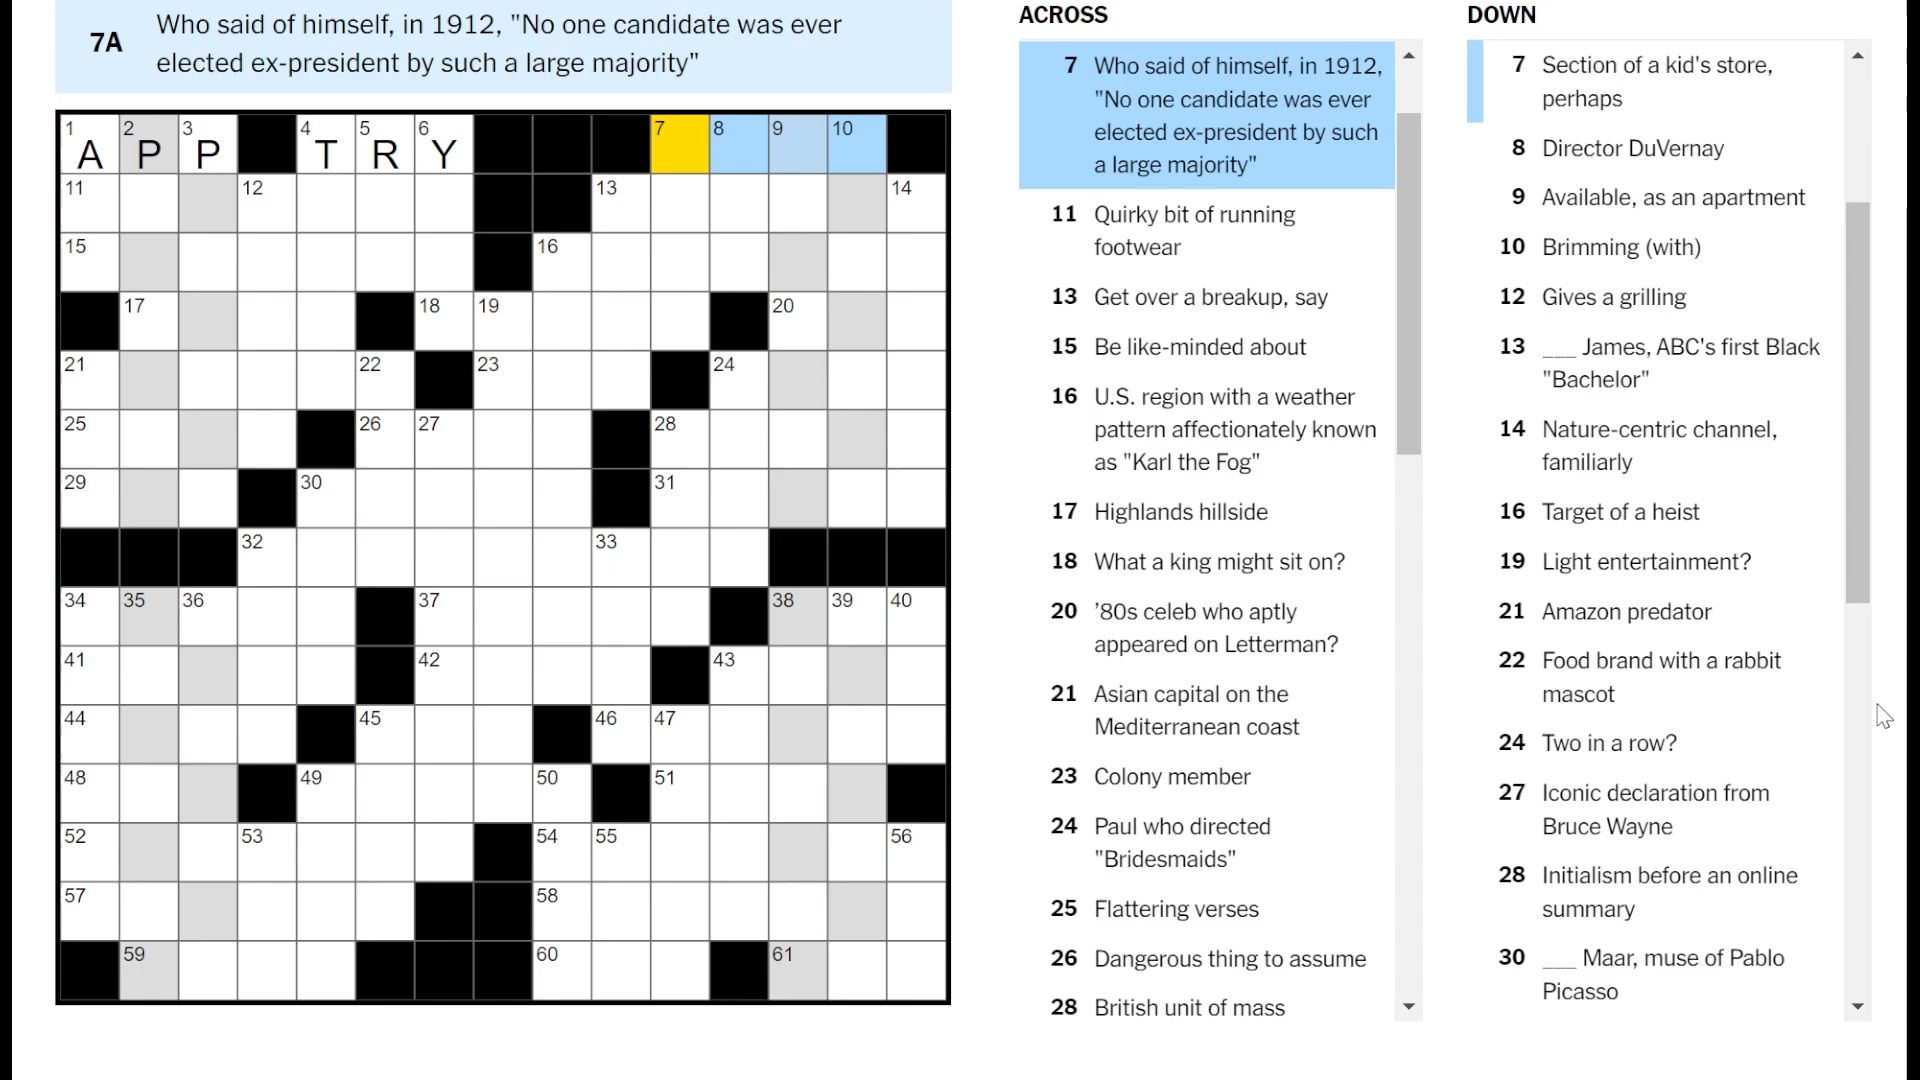 7A
Who said of himself, in 1912, "No one candidate was ever
elected ex-president by such a large majority"
1 2 3 4 5 6 7 8 9 10
A P P T R Y
11 12 13 14
15 16
17 18 19 20
21 22 23 24
25 26 27 28
29 30 31
32 33
34 35 36 37 38 39 40
41 42 43
44 45 46 47
48 49 50 51
52 53 54 55 56
57 58
59 60 61
ACROSS
7 Who said of himself, in 1912,
"No one candidate was ever
elected ex-president by such
a large majority"
11 Quirky bit of running
footwear
13 Get over a breakup, say
15 Be like-minded about
16 U.S. region with a weather
pattern affectionately known
as "Karl the Fog"
17 Highlands hillside
18 What a king might sit on?
20 ’80s celeb who aptly
appeared on Letterman?
21 Asian capital on the
Mediterranean coast
23 Colony member
24 Paul who directed
"Bridesmaids"
25 Flattering verses
26 Dangerous thing to assume
28 British unit of mass
DOWN
7 Section of a kid's store,
perhaps
8 Director DuVernay
9 Available, as an apartment
10 Brimming (with)
12 Gives a grilling
13 ___ James, ABC's first Black
"Bachelor"
14 Nature-centric channel,
familiarly
16 Target of a heist
19 Light entertainment?
21 Amazon predator
22 Food brand with a rabbit
mascot
24 Two in a row?
27 Iconic declaration from
Bruce Wayne
28 Initialism before an online
summary
30 ___ Maar, muse of Pablo
Picasso